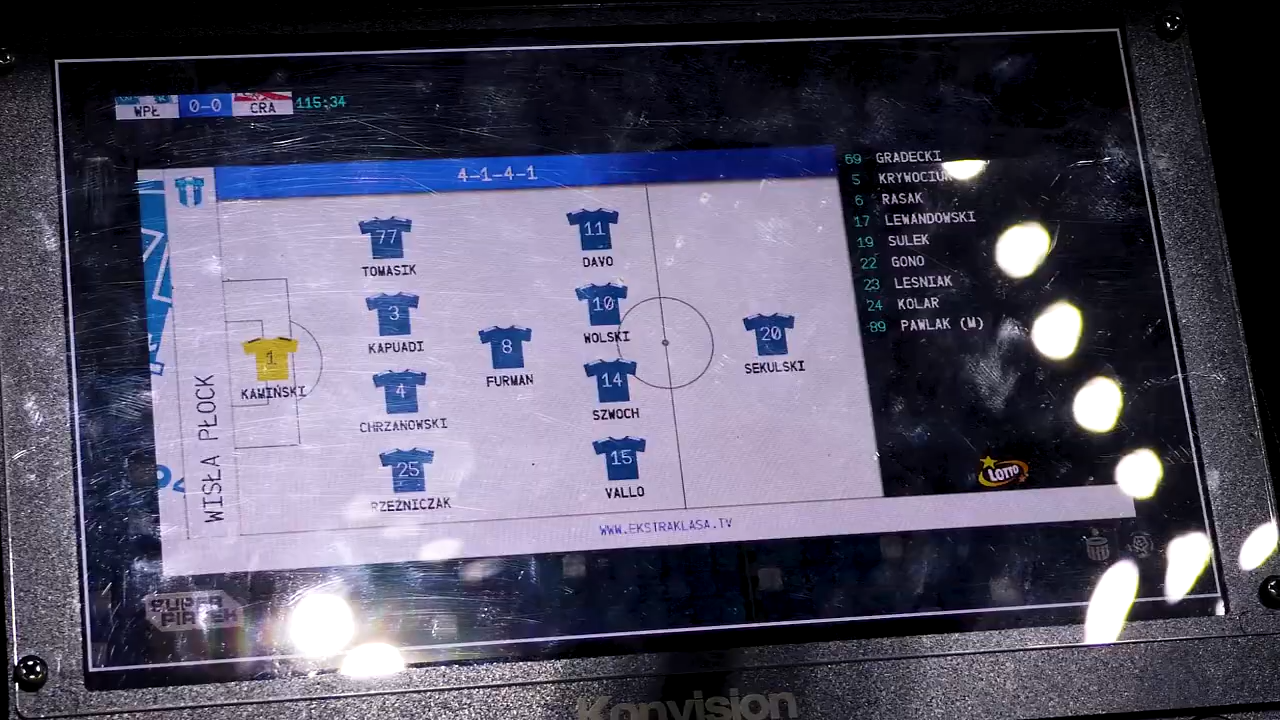 WPŁ 0-0 CRA 115:34
4-1-4-1
77
TOMASIK
3
KAPUADI
4
CHRZANOWSKI
25
RZEŹNICZAK
1
KAMIŃSKI
8
FURMAN
11
DAVO
10
WOLSKI
14
SZWOCH
15
VALLO
20
SEKULSKI
WISŁA PŁOCK
69 GRADECKI
5 KRYWOCIUK
6 RASAK
17 LEWANDOWSKI
19 SULEK
22 GONO
23 LESNIAK
24 KOLAR
89 PAWLAK (M)
LOTTO
WWW.EKSTRAKLASA.TV
SUPER
PIĄTEK
Konvision